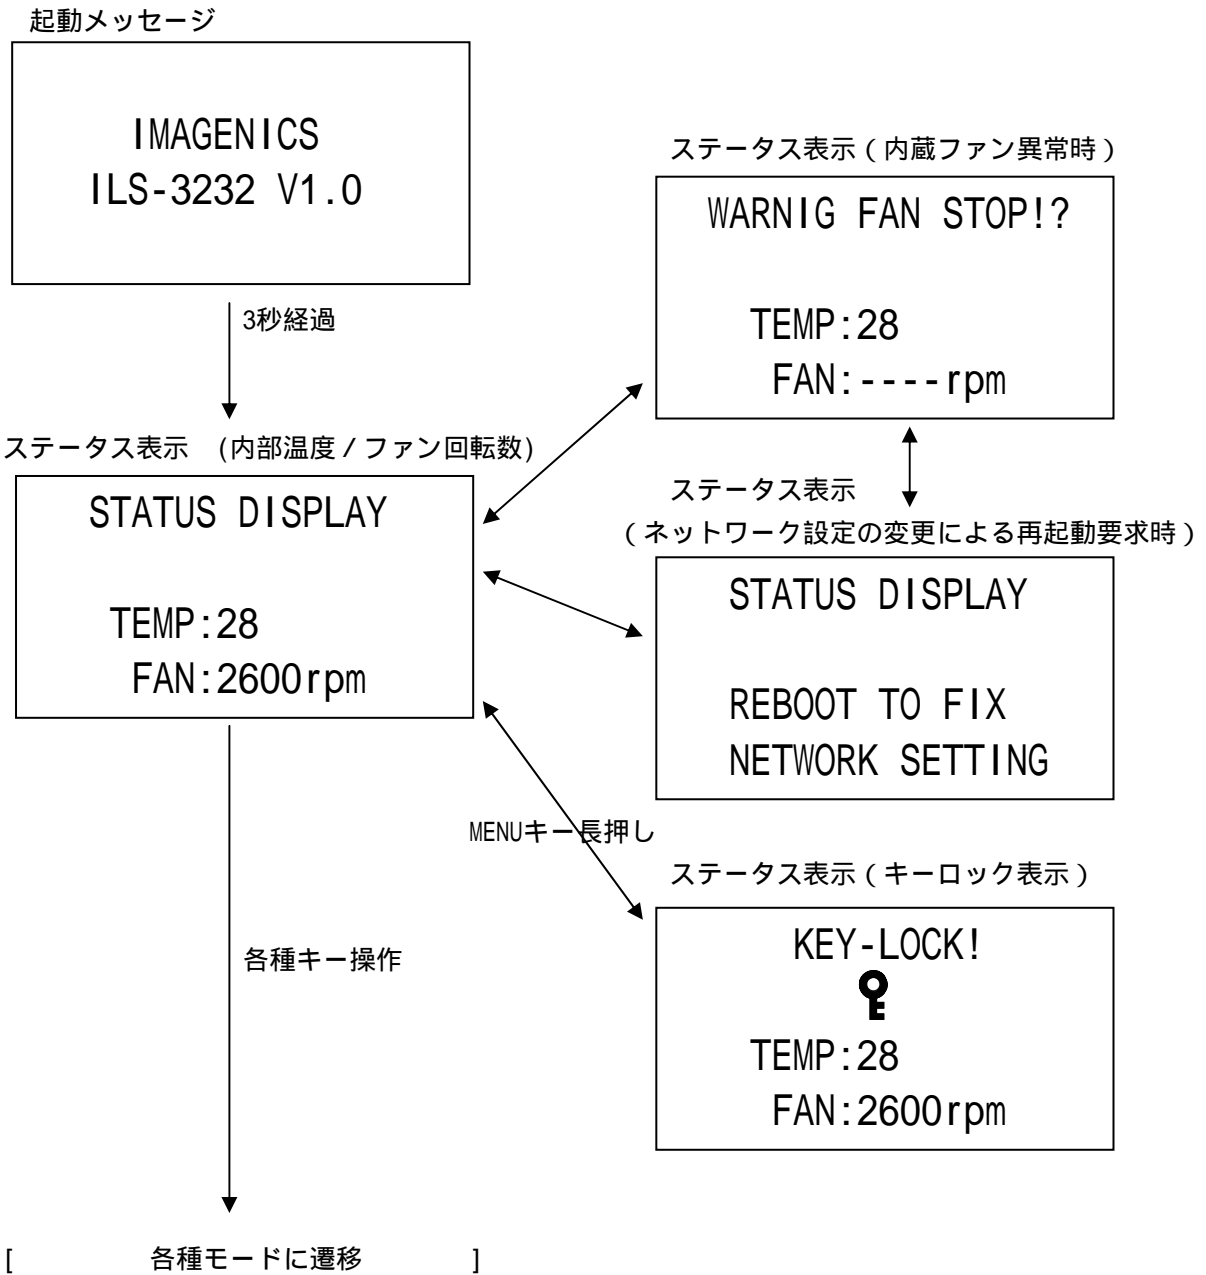 起動メッセージ
IMAGENICS
ILS-3232 V1.0
3秒経過
ステータス表示（内蔵ファン異常時）
WARNIG FAN STOP!?
TEMP:28
FAN:----rpm
ステータス表示　(内部温度／ファン回転数)
STATUS DISPLAY
TEMP:28
FAN:2600rpm
ステータス表示
（ネットワーク設定の変更による再起動要求時）
STATUS DISPLAY
REBOOT TO FIX
NETWORK SETTING
MENUキー長押し
ステータス表示（キーロック表示）
KEY-LOCK!
TEMP:28
FAN:2600rpm
各種キー操作
[　　　各種モードに遷移　　　]